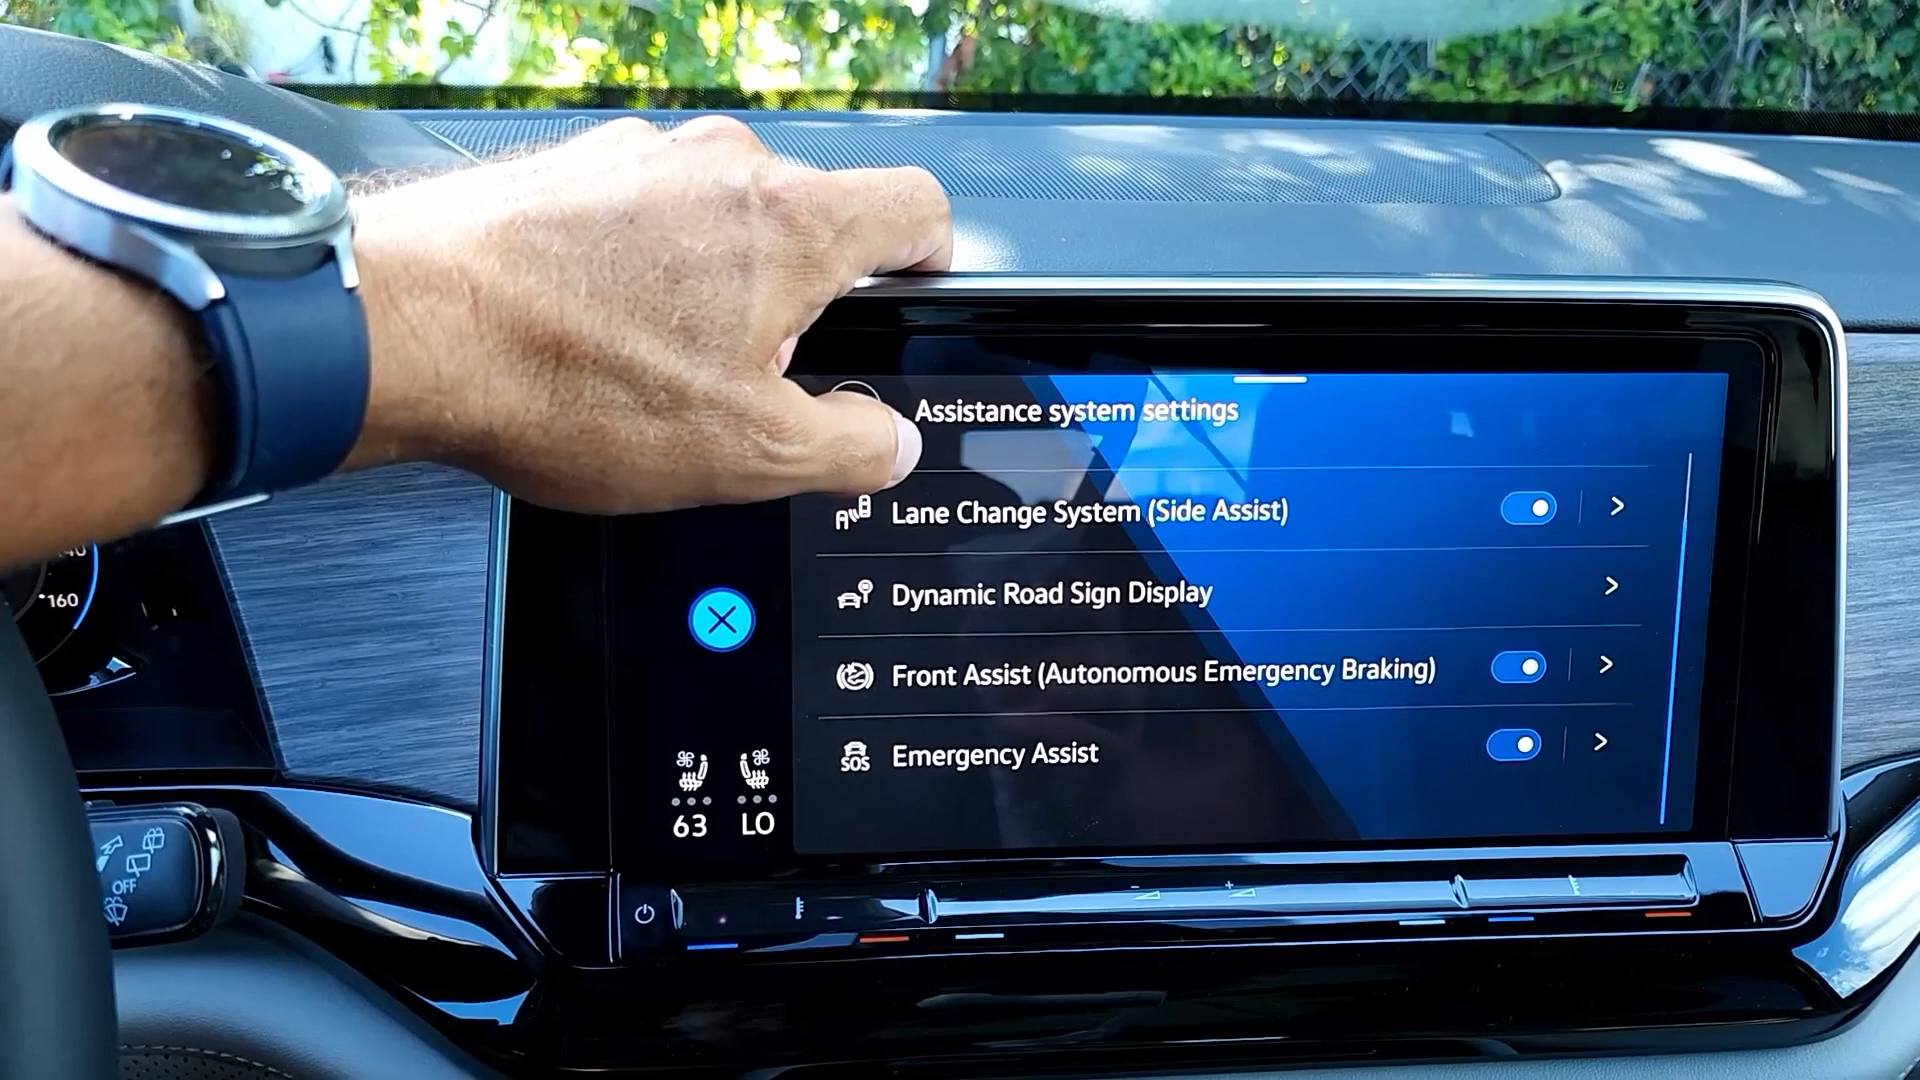 Assistance system settings
Lane Change System (Side Assist)
Dynamic Road Sign Display
Front Assist (Autonomous Emergency Braking)
SOS
Emergency Assist
63
LO
160
OFF